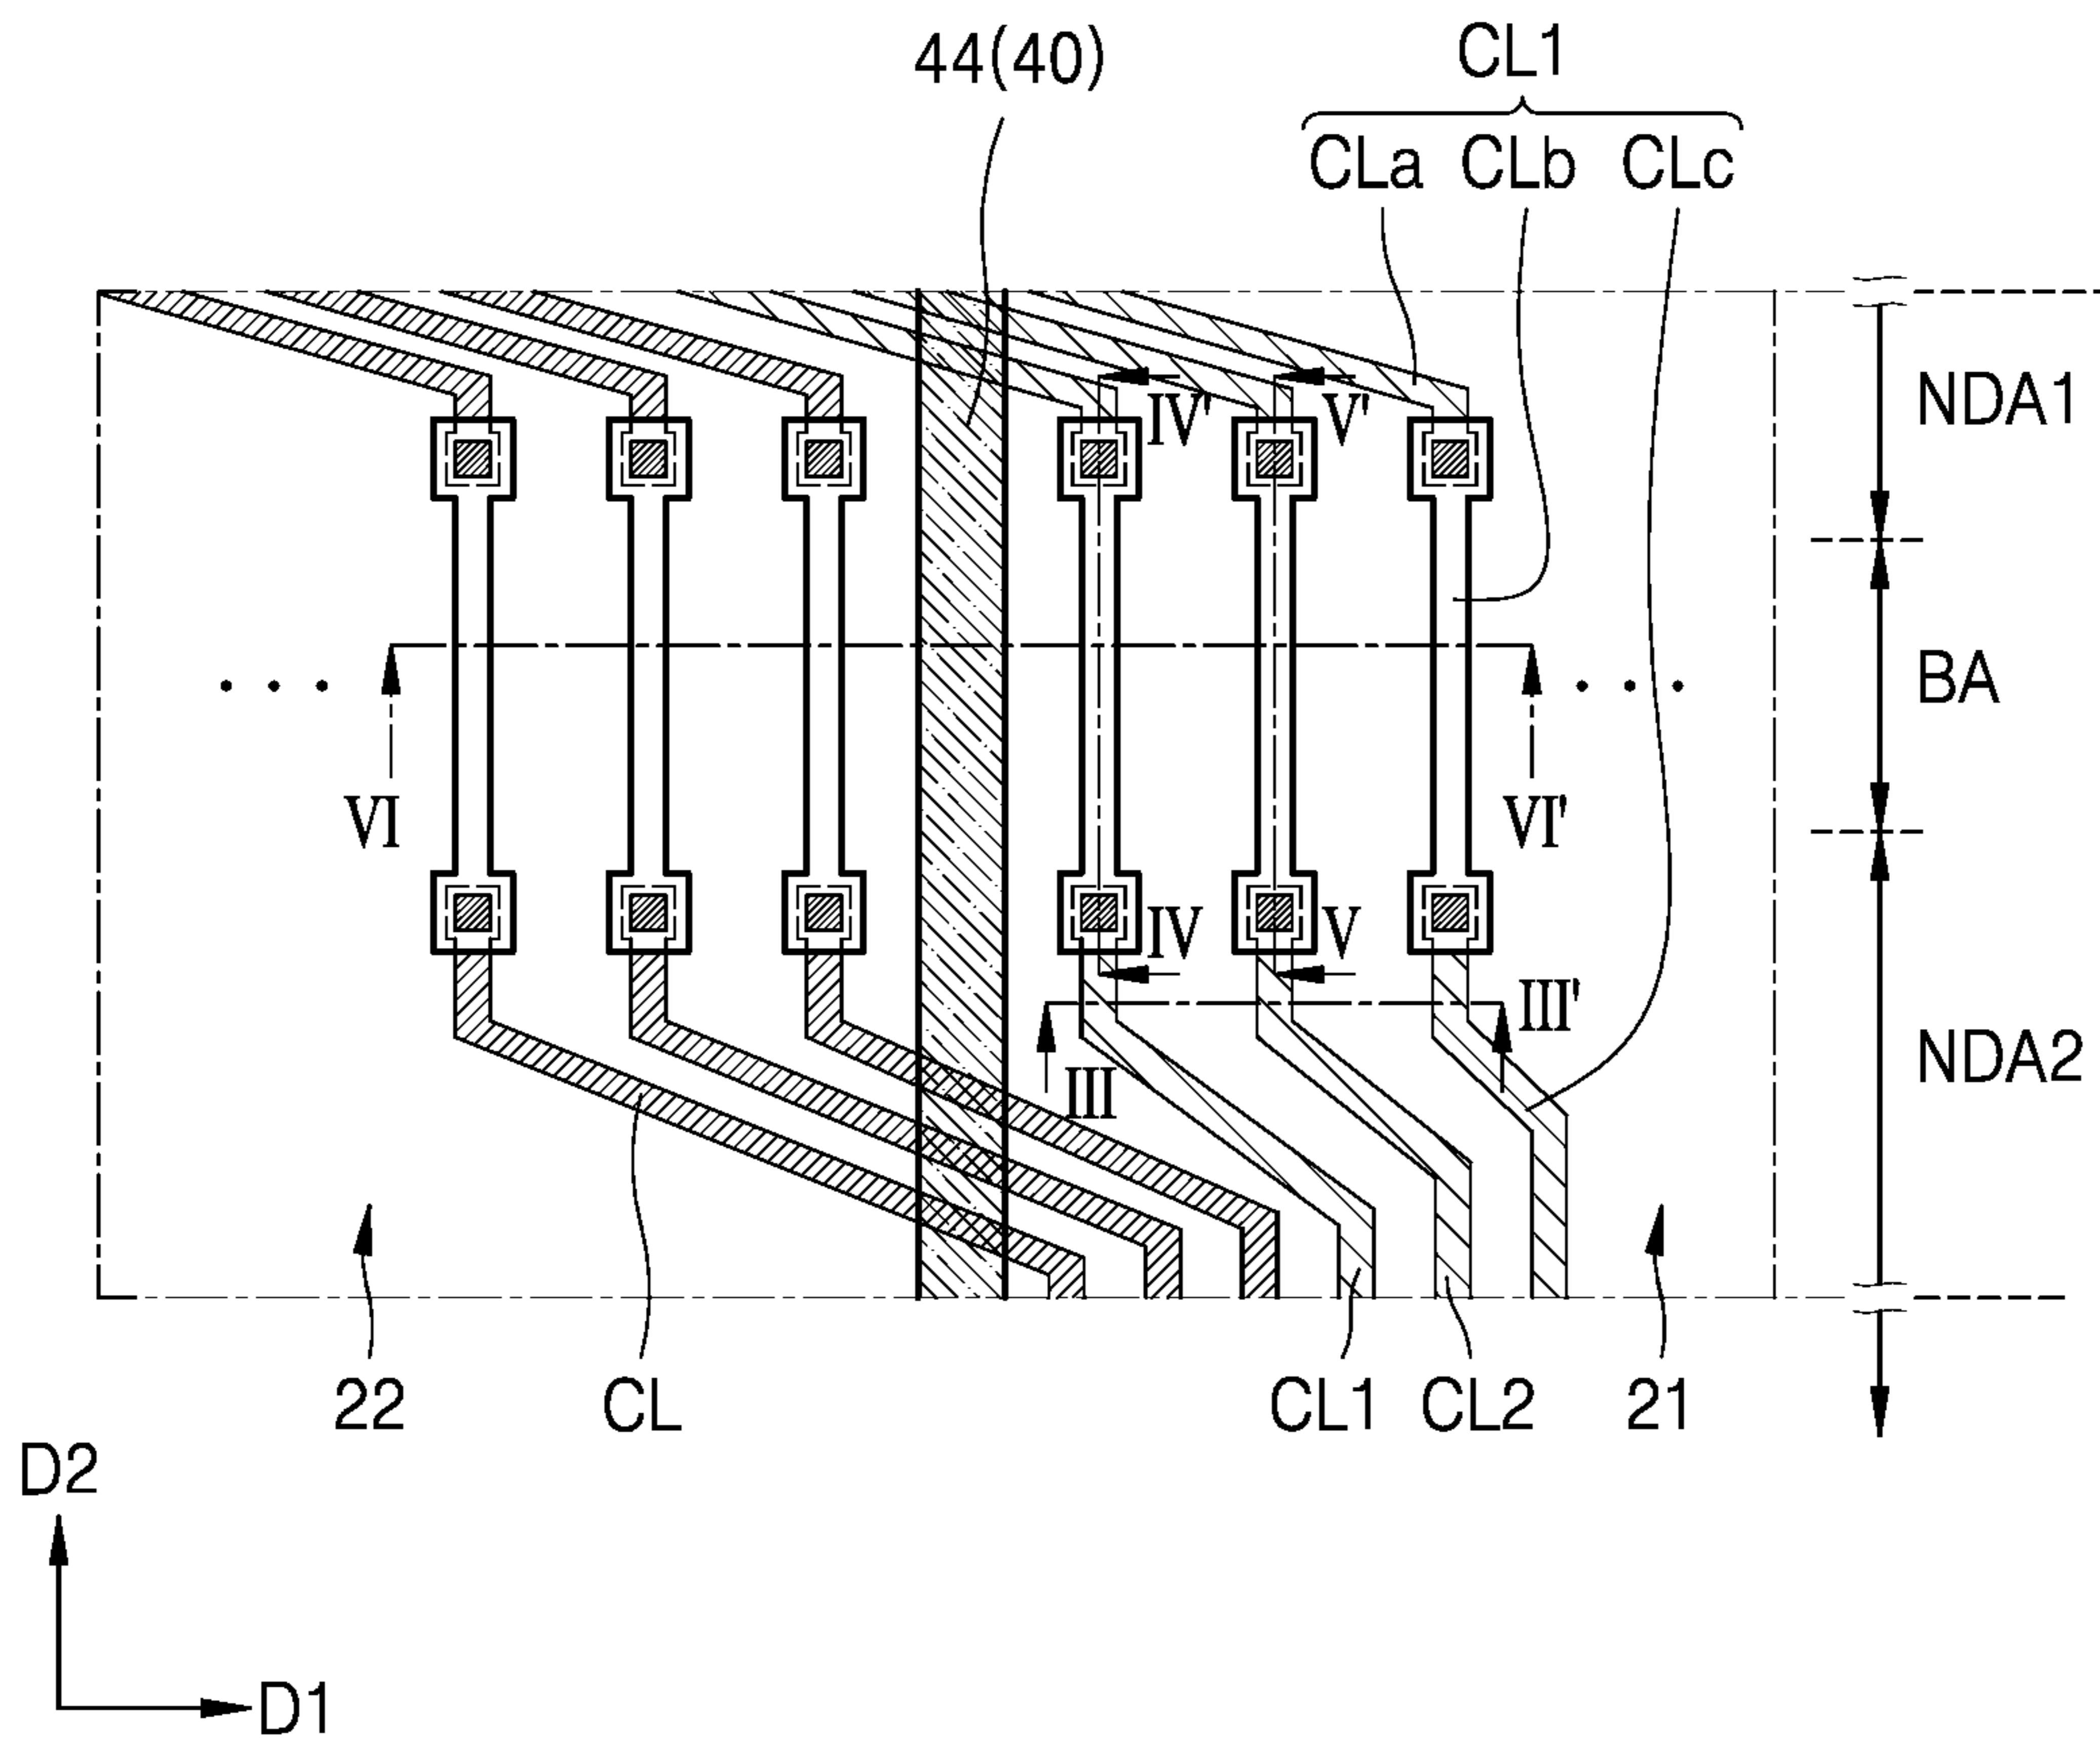 44(40)
CL1
CLa CLb CLc
IV' V'
NDA1
BA
VI VI'
IV V
III'
III
NDA2
22 CL CL1 CL2 21
D2
D1